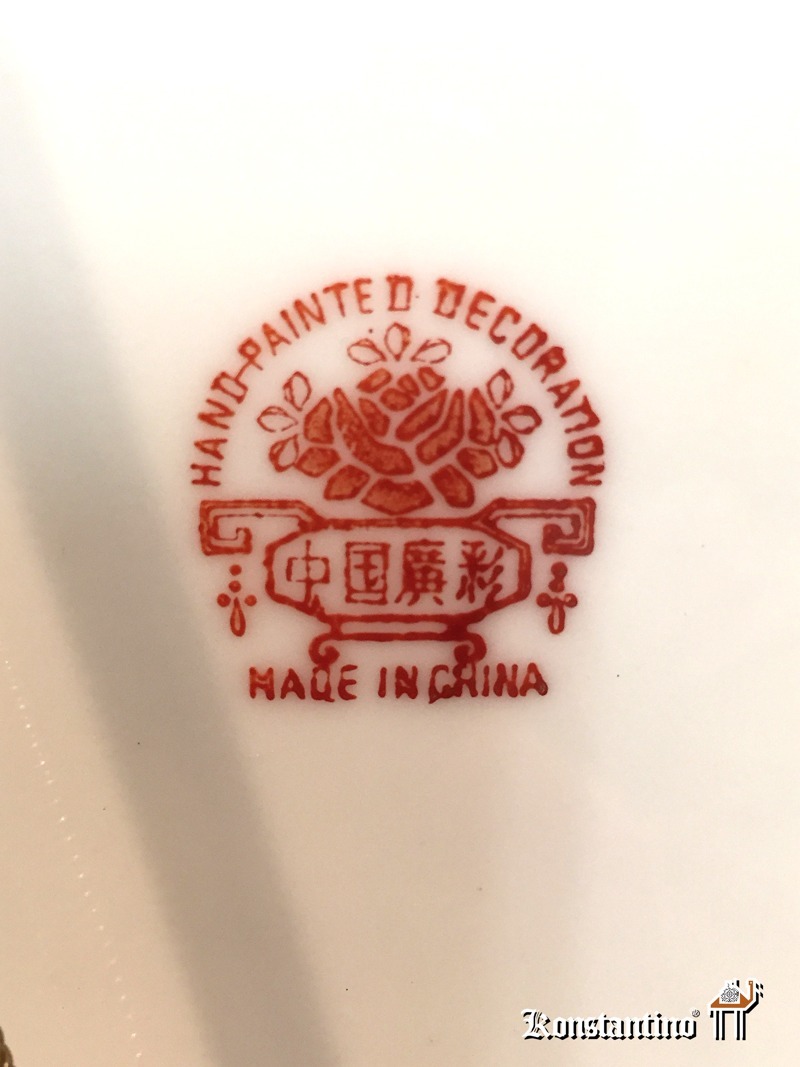 HAND-PAINTED DECORATION
中国廣彩
MADE IN CHINA
Konstantino®